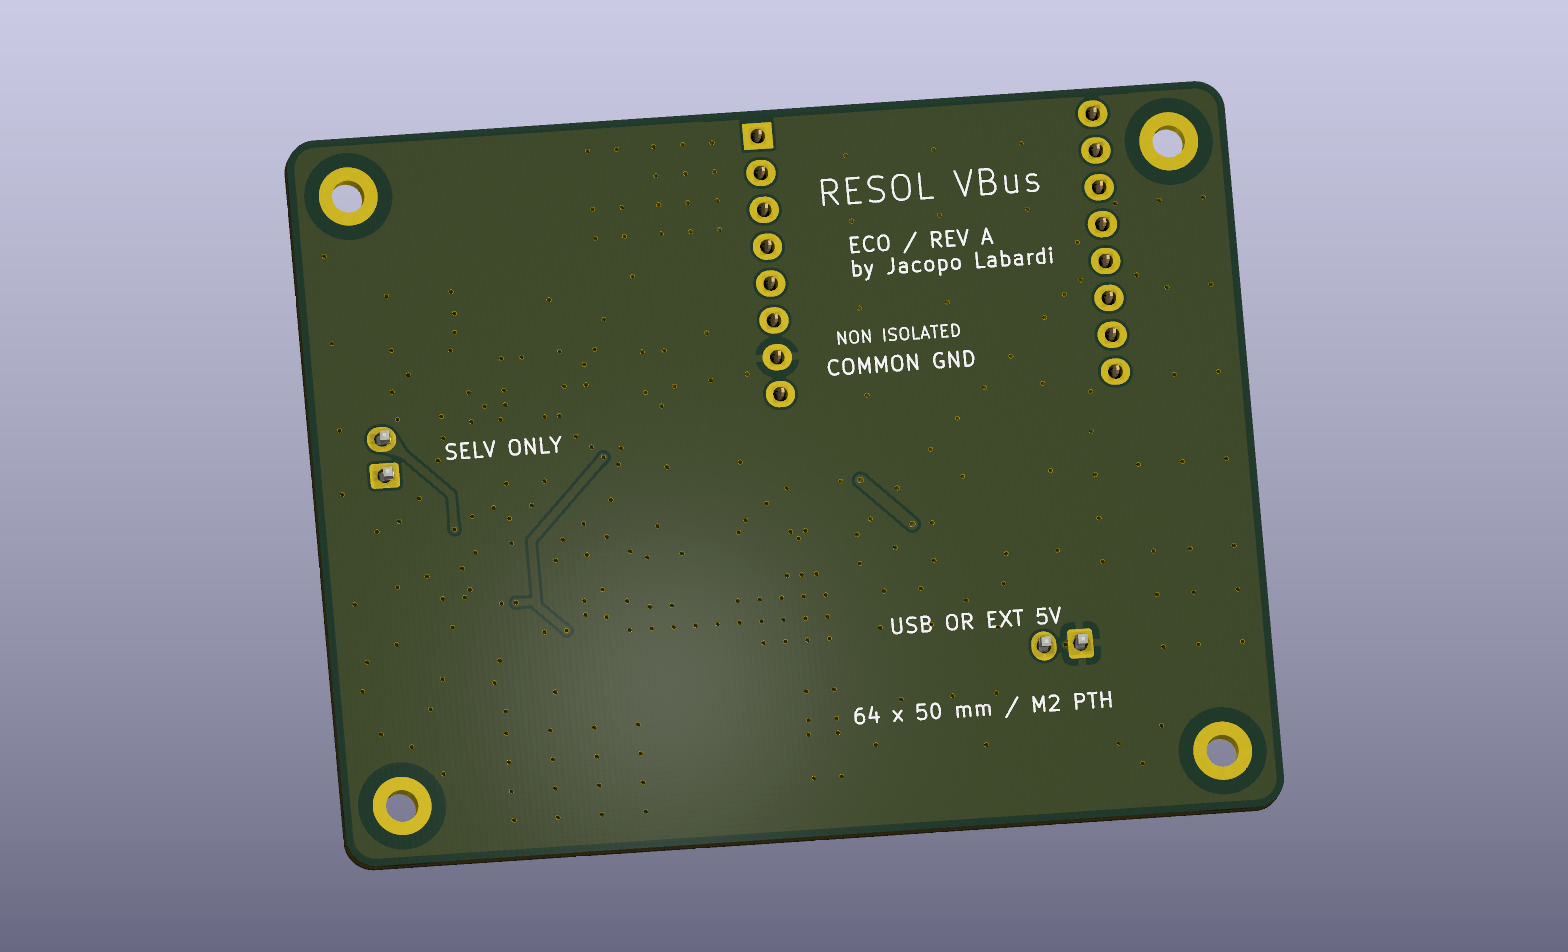 RESOL VBus
ECO / REV A
by Jacopo Labardi
NON ISOLATED
COMMON GND
SELV ONLY
USB OR EXT 5V
64 x 50 mm / M2 PTH